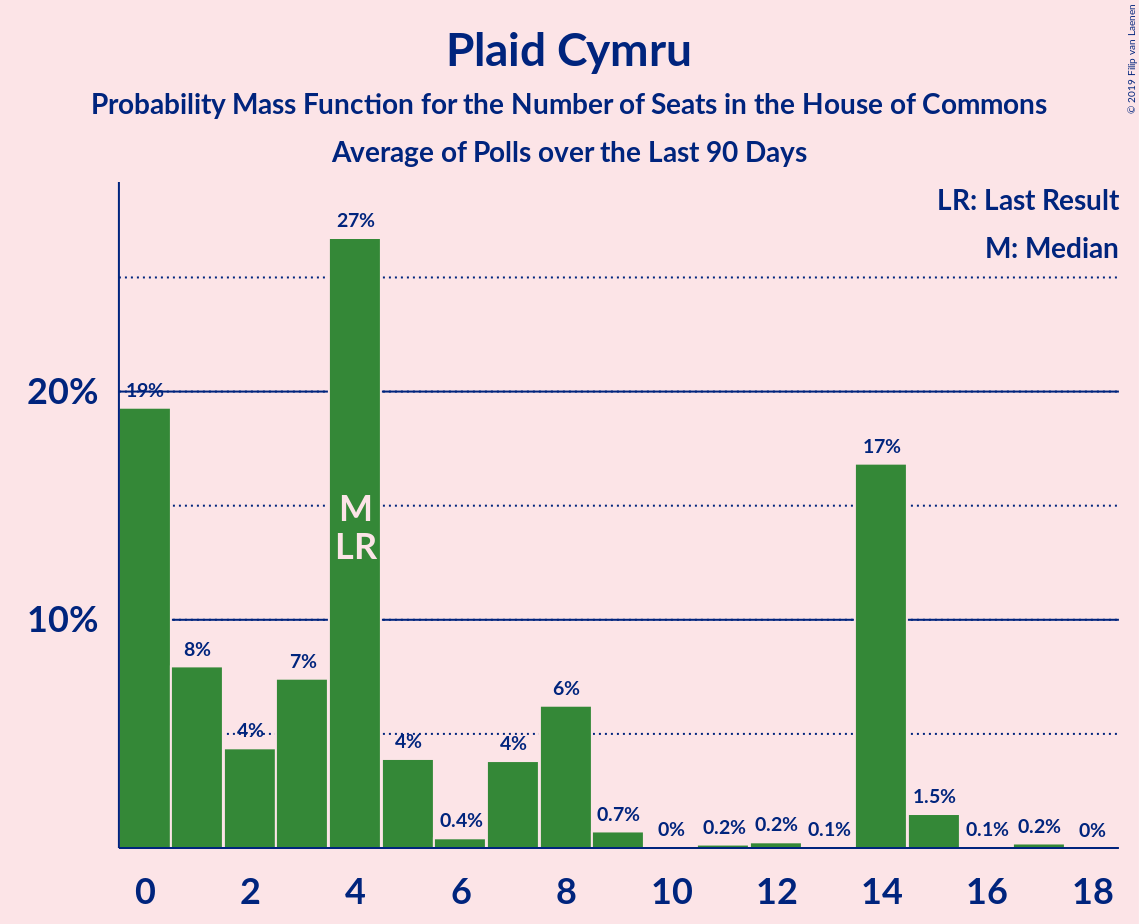 Plaid Cymru
Probability Mass Function for the Number of Seats in the House of Commons
Average of Polls over the Last 90 Days
© 2019 Filip van Laenen
LR: Last Result
M: Median
20%
10%
19%
8%
4%
7%
27%
M
LR
4%
0.4%
4%
6%
0.7%
0%
0.2%
0.2%
0.1%
17%
1.5%
0.1%
0.2%
0%
0 2 4 6 8 10 12 14 16 18